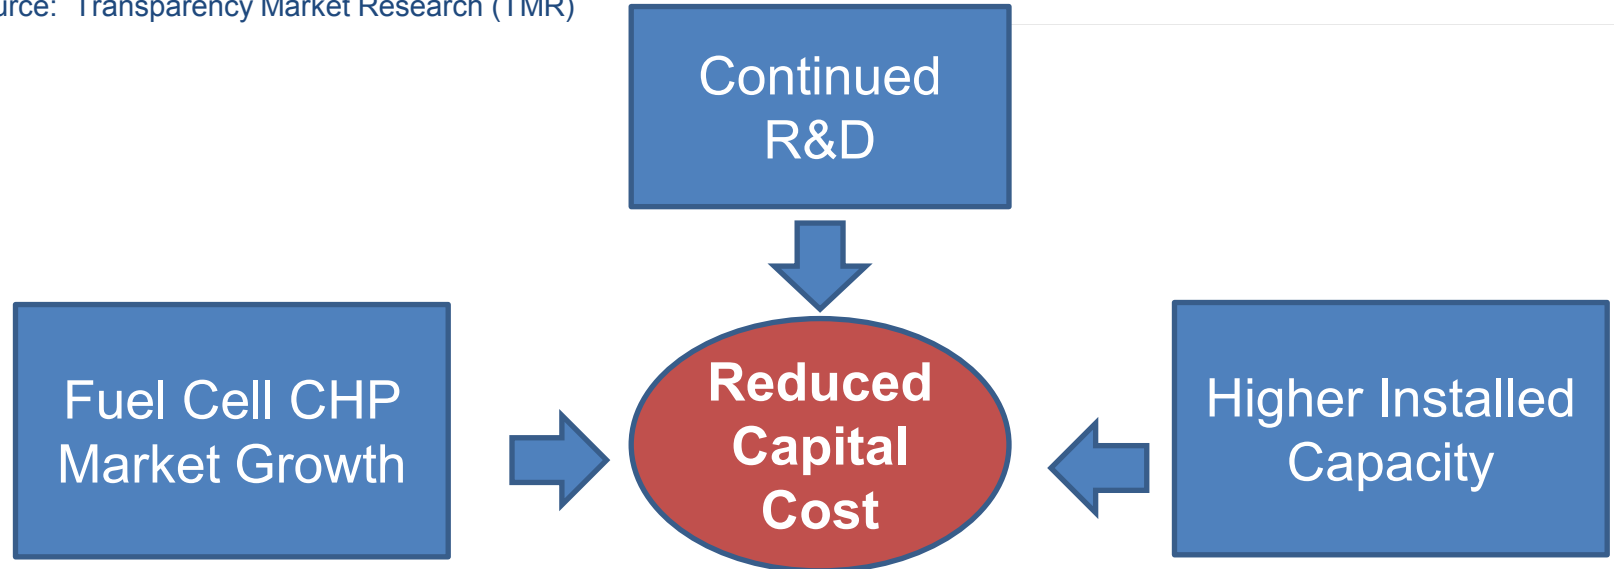 Transparency Market Research (TMR)
Continued
R&D
Fuel Cell CHP
Market Growth
Reduced
Capital
Cost
Higher Installed
Capacity